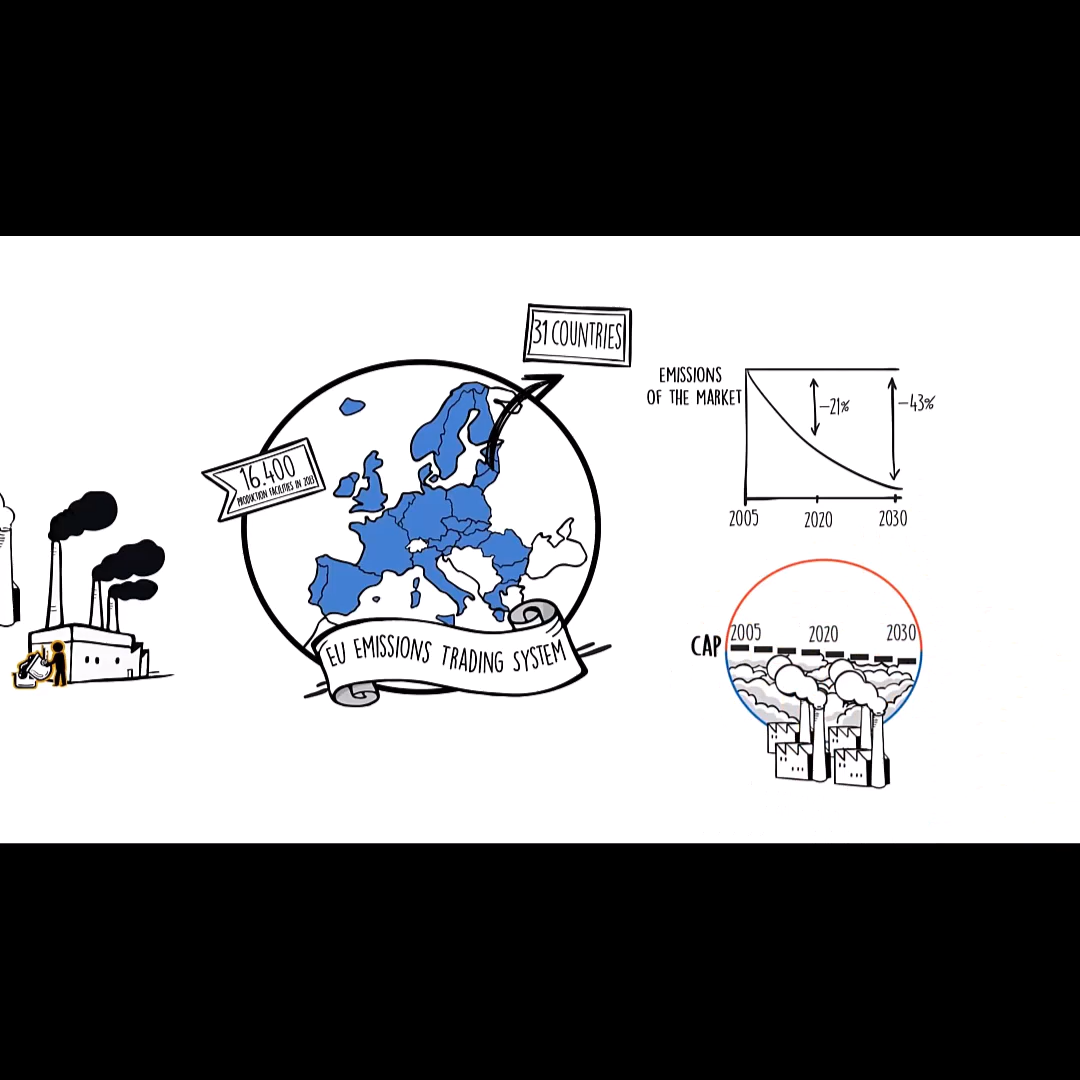 31 COUNTRIES
16.400
PRODUCTION FACILITIES IN 2013
EU EMISSIONS TRADING SYSTEM
EMISSIONS
OF THE MARKET
-21%
-43%
2005 2020 2030
CAP
2005 2020 2030